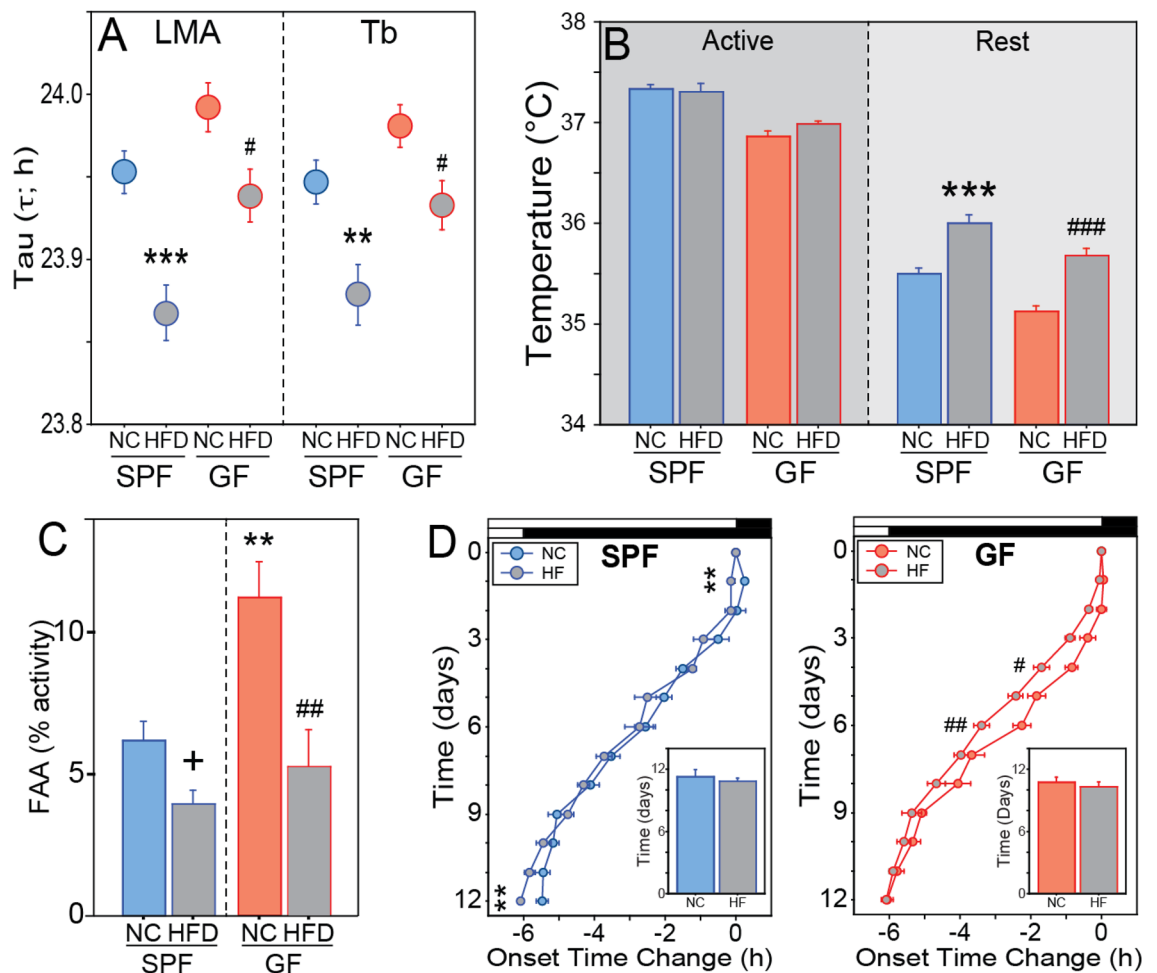 A
LMA
Tb
Tau (τ; h)
24.0
23.9
23.8
***
#
**
#
NC HFD NC HFD NC HFD NC HFD
SPF GF SPF GF
B
Active
Rest
Temperature (°C)
38
37
36
35
34
***
###
NC HFD NC HFD NC HFD NC HFD
SPF GF SPF GF
C
FAA (% activity)
10
5
0
+
**
##
NC HFD NC HFD
SPF GF
D
SPF
NC
HF
Time (days)
0
3
6
9
12
**
**
Time (days)
12
6
0
NC HF
-6 -4 -2 0
Onset Time Change (h)
GF
NC
HF
Time (days)
0
3
6
9
12
#
##
Time (Days)
12
6
0
NC HF
-6 -4 -2 0
Onset Time Change (h)